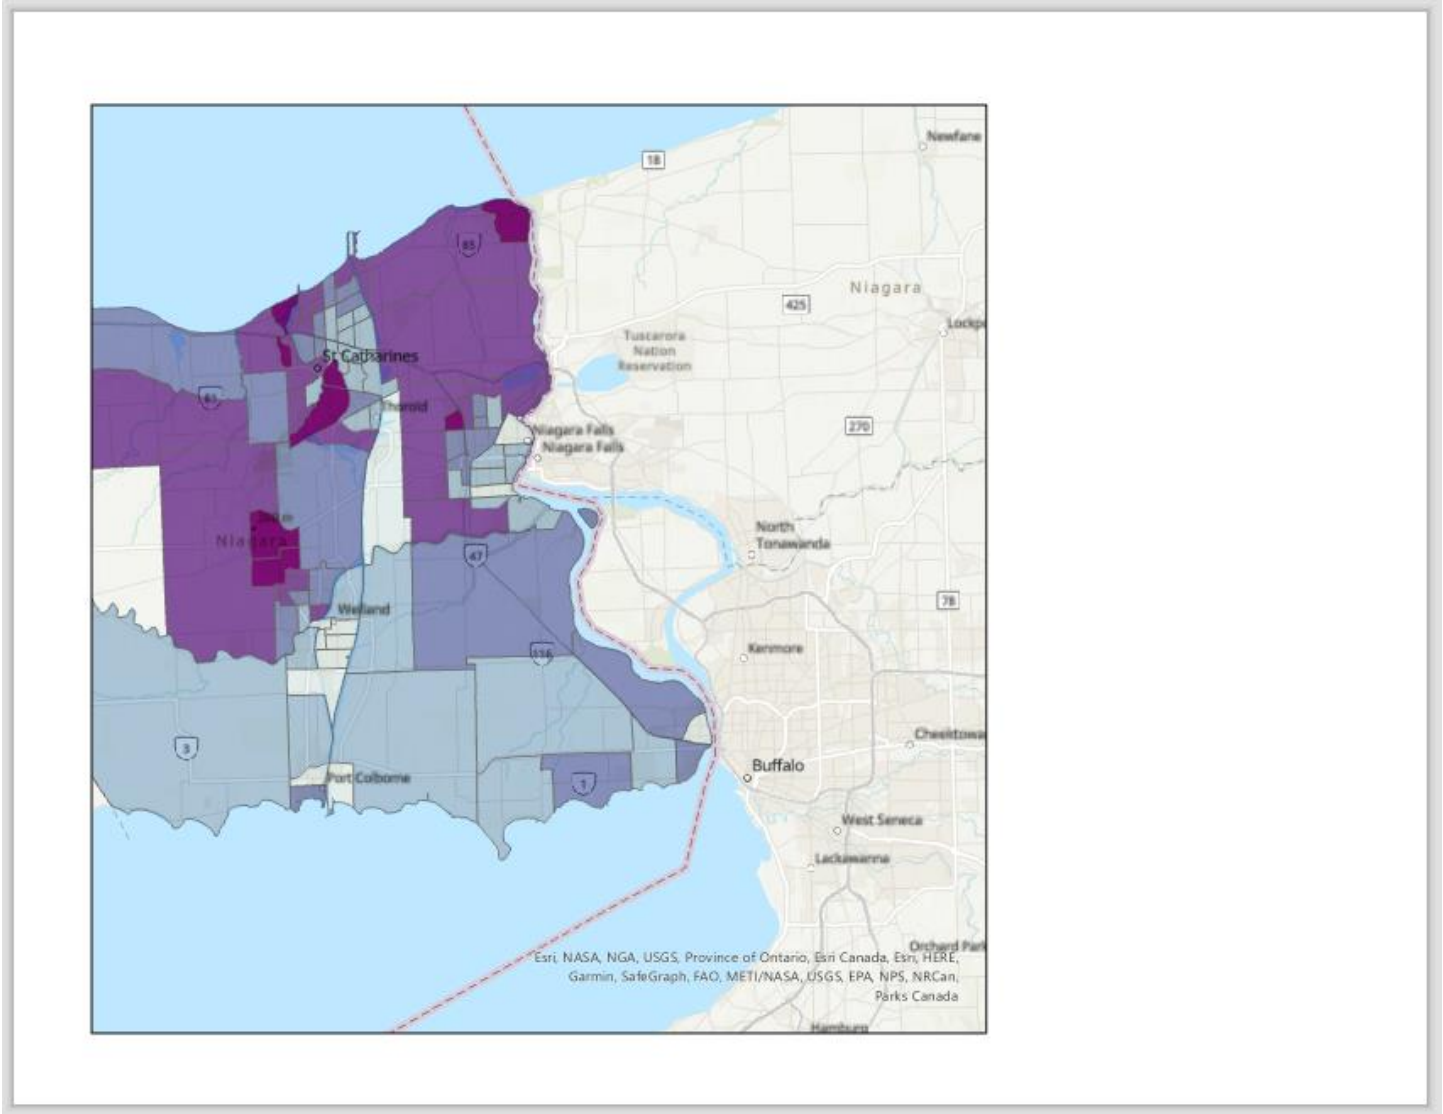 Newfane
18
85
Niagara
425
Lockpo
Tuscarora
Nation
Reservation
St Catharines
81
Thorold
Niagara Falls
Niagara Falls
270
North
Tonawanda
Niagara
47
78
Welland
Kenmore
116
3
Cheektowa
Buffalo
Port Colborne
1
West Seneca
Lackawanna
Orchard Park
Esri, NASA, NGA, USGS, Province of Ontario, Esri Canada, Esri, HERE,
Garmin, SafeGraph, FAO, METI/NASA, USGS, EPA, NPS, NRCan,
Parks Canada
Hamburg